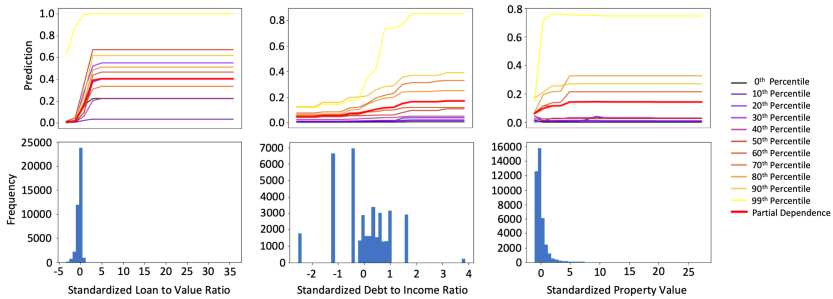 Prediction
1.0
0.8
0.6
0.4
0.2
0.0
0.8
0.6
0.4
0.2
0.0
0.8
0.6
0.4
0.2
0.0
0th Percentile
10th Percentile
20th Percentile
30th Percentile
40th Percentile
50th Percentile
60th Percentile
70th Percentile
80th Percentile
90th Percentile
99th Percentile
Partial Dependence
Frequency
25000
20000
15000
10000
5000
0
7000
6000
5000
4000
3000
2000
1000
0
16000
14000
12000
10000
8000
6000
4000
2000
0
-5 0 5 10 15 20 25 30 35
-2 -1 0 1 2 3 4
0 5 10 15 20 25
Standardized Loan to Value Ratio
Standardized Debt to Income Ratio
Standardized Property Value